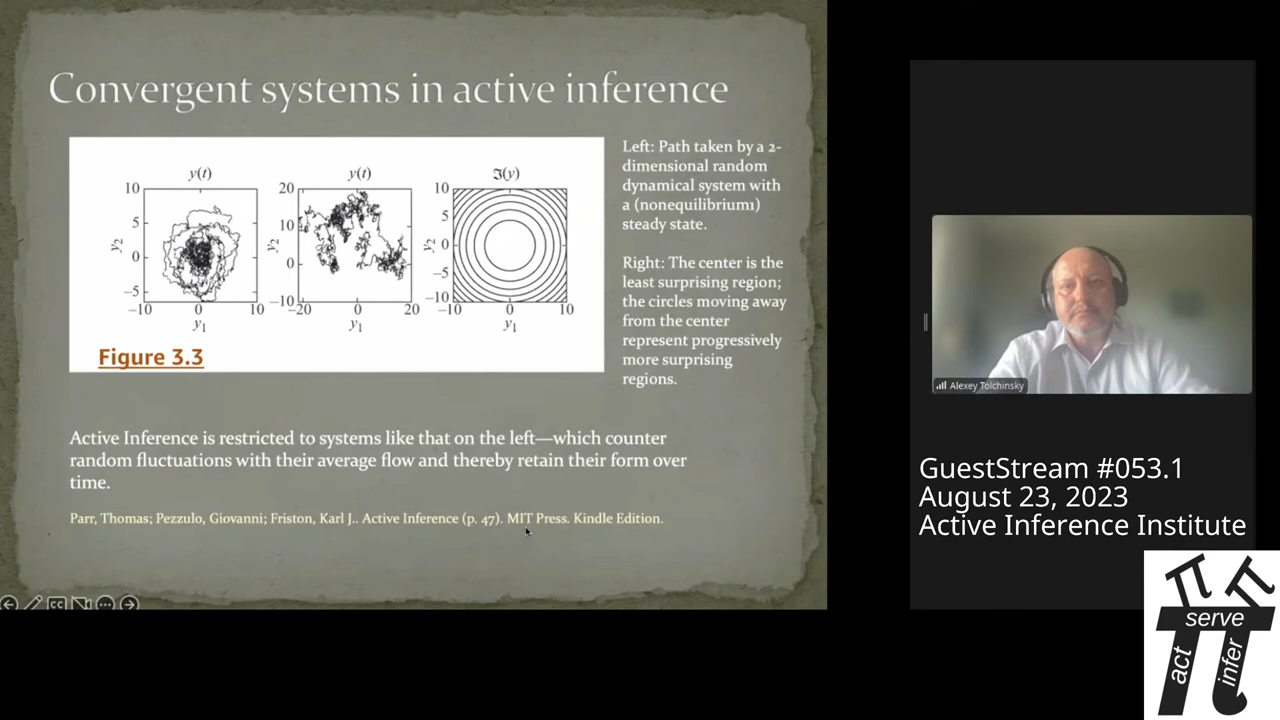 Convergent systems in active inference
y(t)
10
5
0
−5
−10
0
10
y₂
y₁
y(t)
20
10
0
−10
−20
0
20
y₂
y₁
ℑ(y)
10
5
0
−5
−10
−10
0
10
y₂
y₁
Figure 3.3
Left: Path taken by a 2-
dimensional random
dynamical system with
a (nonequilibrium1)
steady state.
Right: The center is the
least surprising region;
the circles moving away
from the center
represent progressively
more surprising
regions.
Active Inference is restricted to systems like that on the left—which counter
random fluctuations with their average flow and thereby retain their form over
time.
Parr, Thomas; Pezzulo, Giovanni; Friston, Karl J.. Active Inference (p. 47). MIT Press. Kindle Edition.
CC
Alexey Tolchinsky
GuestStream #053.1
August 23, 2023
Active Inference Institute
serve
act
infer